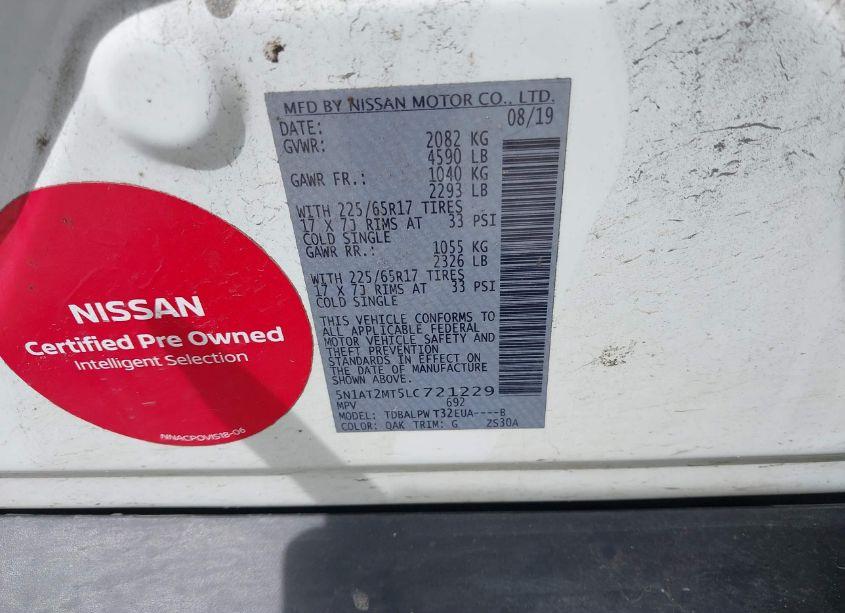 MFD BY NISSAN MOTOR CO., LTD.
DATE: 08/19
GVWR: 2082 KG
4590 LB
GAWR FR.: 1040 KG
2293 LB
WITH 225/65R17 TIRES
17 X 7J RIMS AT 33 PSI
COLD SINGLE
GAWR RR.: 1055 KG
2326 LB
WITH 225/65R17 TIRES
17 X 7J RIMS AT 33 PSI
COLD SINGLE
THIS VEHICLE CONFORMS TO
ALL APPLICABLE FEDERAL
MOTOR VEHICLE SAFETY AND
THEFT PREVENTION
STANDARDS IN EFFECT ON
THE DATE OF MANUFACTURE
SHOWN ABOVE.
5N1AT2MT5LC721229
MPV 692
MODEL: TDBALPW T32EUA----B
COLOR: QAK TRIM: G ZS30A
NISSAN
Certified Pre Owned
Intelligent Selection
NNACPOVIS18-06